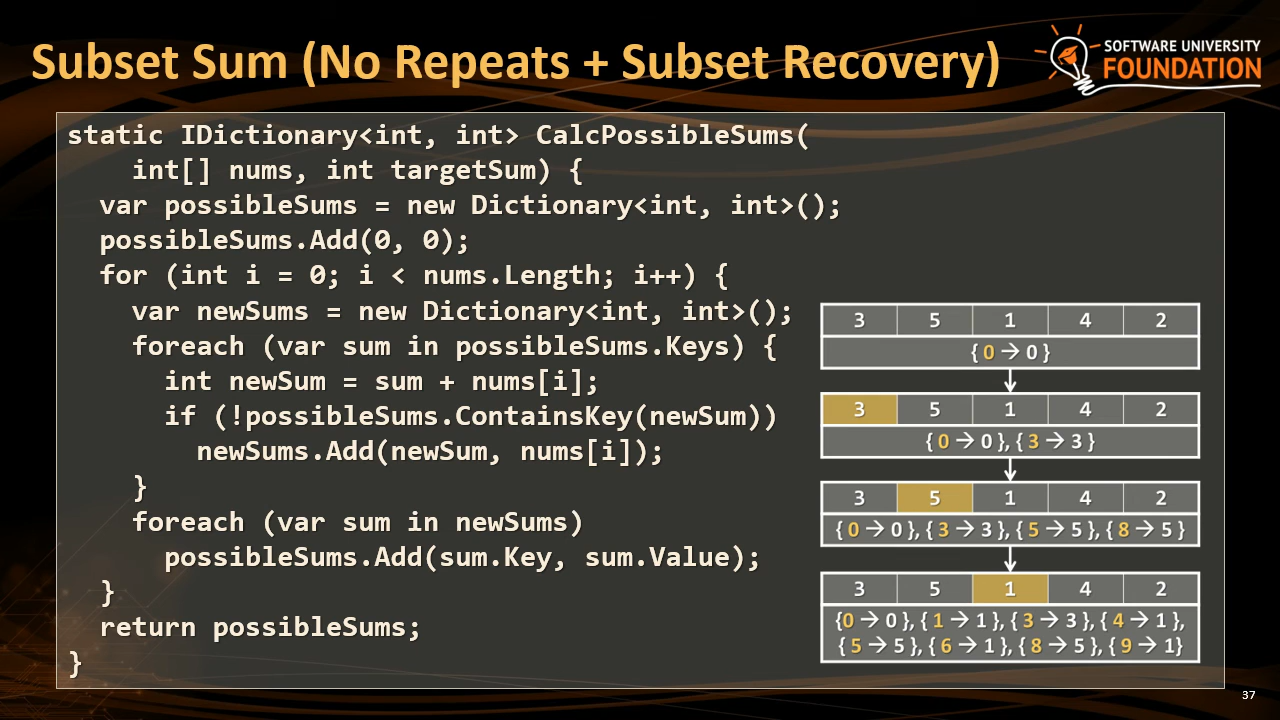 Subset Sum (No Repeats + Subset Recovery)
SOFTWARE UNIVERSITY
FOUNDATION
static IDictionary<int, int> CalcPossibleSums(
int[] nums, int targetSum) {
var possibleSums = new Dictionary<int, int>();
possibleSums.Add(0, 0);
for (int i = 0; i < nums.Length; i++) {
var newSums = new Dictionary<int, int>();
foreach (var sum in possibleSums.Keys) {
int newSum = sum + nums[i];
if (!possibleSums.ContainsKey(newSum))
newSums.Add(newSum, nums[i]);
}
foreach (var sum in newSums)
possibleSums.Add(sum.Key, sum.Value);
}
return possibleSums;
}
3 5 1 4 2
{ 0 → 0 }
3 5 1 4 2
{ 0 → 0 }, { 3 → 3 }
3 5 1 4 2
{ 0 → 0 }, { 3 → 3 }, { 5 → 5 }, { 8 → 5 }
3 5 1 4 2
{0 → 0 }, { 1 → 1 }, { 3 → 3 }, { 4 → 1 },
{ 5 → 5 }, { 6 → 1 }, { 8 → 5 }, { 9 → 1}
37